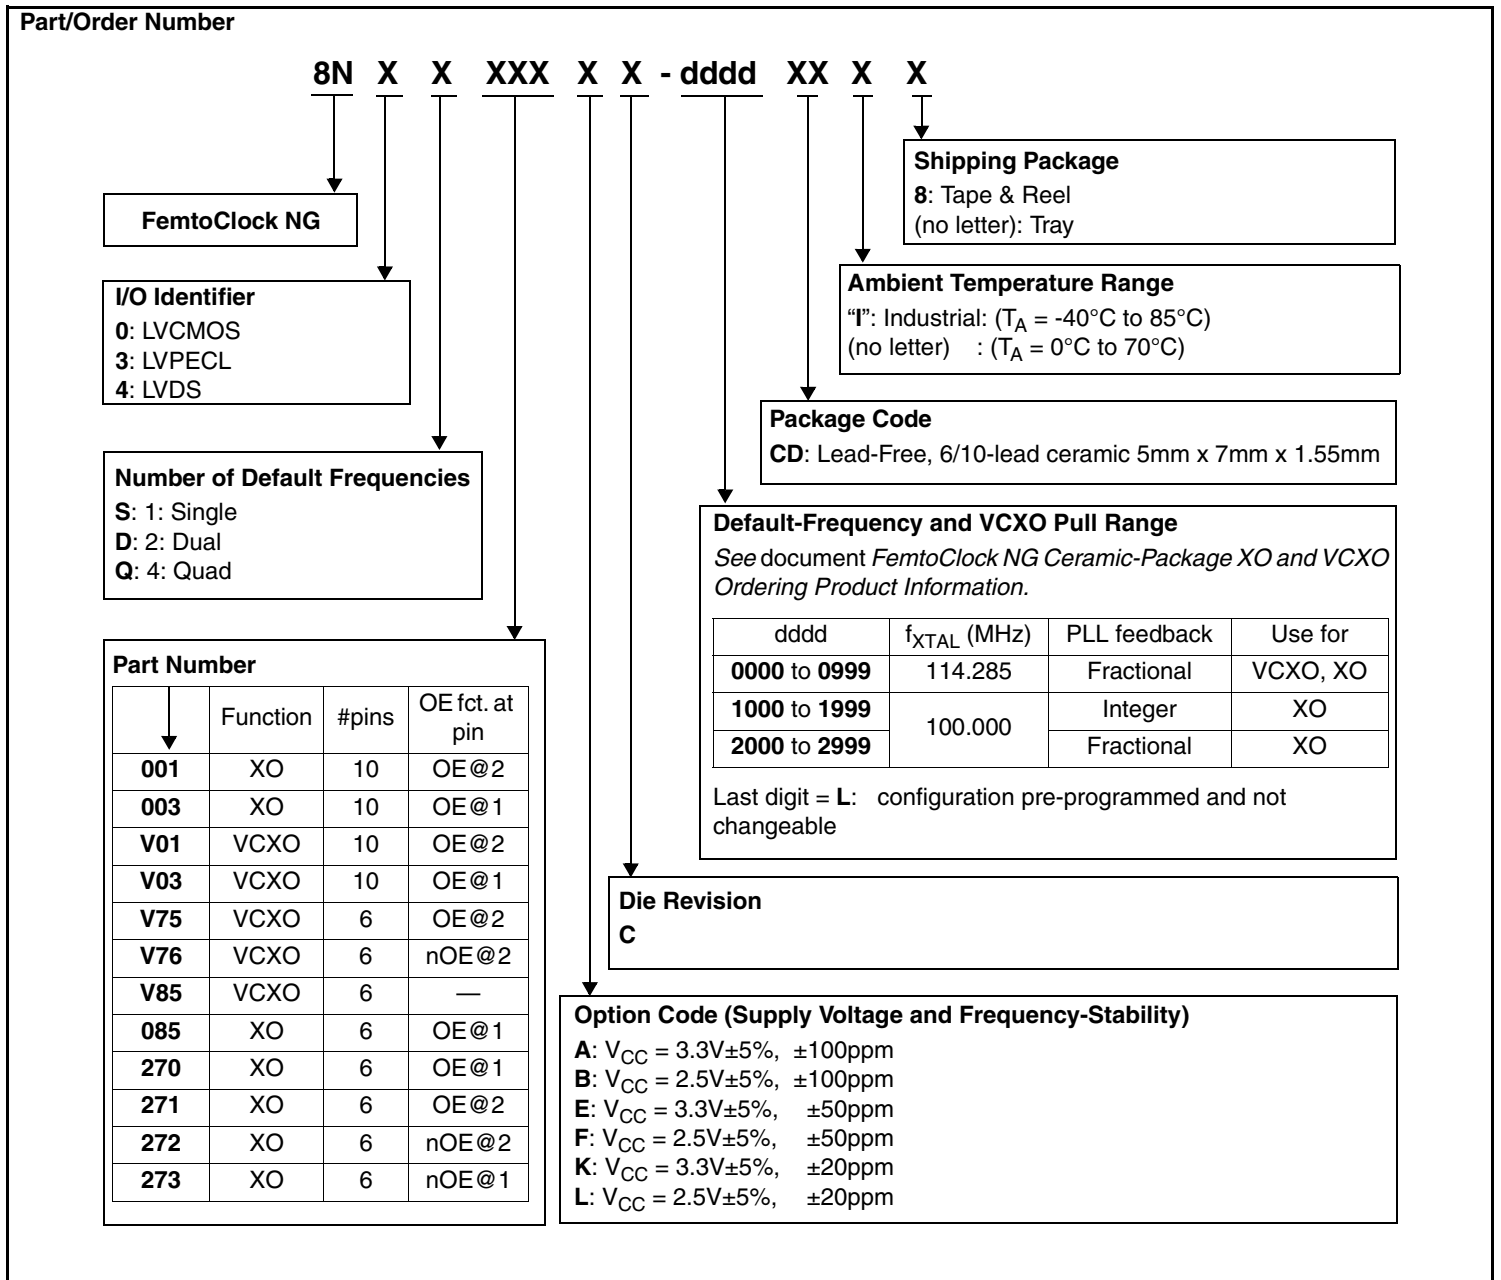 Part/Order Number
8N X X XXX X X - dddd XX X X
Shipping Package
8: Tape & Reel
(no letter): Tray
FemtoClock NG
Ambient Temperature Range
“I”: Industrial: (TA = -40°C to 85°C)
(no letter) : (TA = 0°C to 70°C)
I/O Identifier
0: LVCMOS
3: LVPECL
4: LVDS
Package Code
CD: Lead-Free, 6/10-lead ceramic 5mm x 7mm x 1.55mm
Number of Default Frequencies
S: 1: Single
D: 2: Dual
Q: 4: Quad
Default-Frequency and VCXO Pull Range
See document FemtoClock NG Ceramic-Package XO and VCXO
Ordering Product Information.
dddd fXTAL (MHz) PLL feedback Use for
0000 to 0999 114.285 Fractional VCXO, XO
1000 to 1999 100.000 Integer XO
2000 to 2999 Fractional XO
Last digit = L: configuration pre-programmed and not
changeable
Part Number
Function #pins OE fct. at
pin
001 XO 10 OE@2
003 XO 10 OE@1
V01 VCXO 10 OE@2
V03 VCXO 10 OE@1
V75 VCXO 6 OE@2
V76 VCXO 6 nOE@2
V85 VCXO 6 —
085 XO 6 OE@1
270 XO 6 OE@1
271 XO 6 OE@2
272 XO 6 nOE@2
273 XO 6 nOE@1
Die Revision
C
Option Code (Supply Voltage and Frequency-Stability)
A: VCC = 3.3V±5%, ±100ppm
B: VCC = 2.5V±5%, ±100ppm
E: VCC = 3.3V±5%, ±50ppm
F: VCC = 2.5V±5%, ±50ppm
K: VCC = 3.3V±5%, ±20ppm
L: VCC = 2.5V±5%, ±20ppm